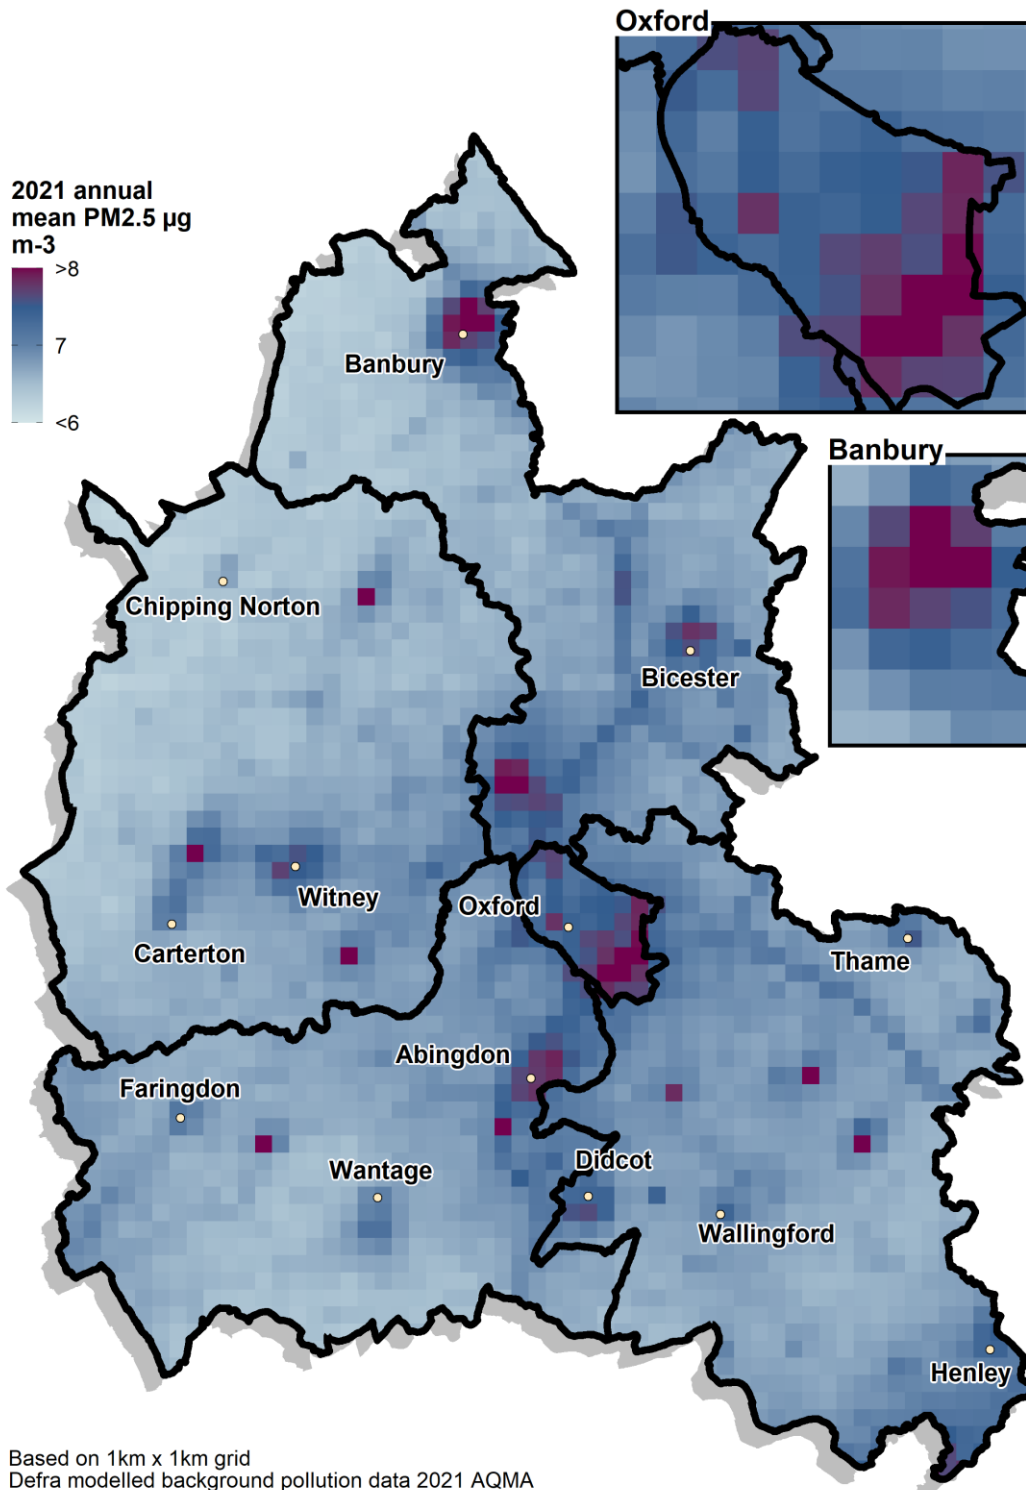 Oxford
2021 annual
mean PM2.5 µg
m-3
>8
7
<6
Banbury
Banbury
Chipping Norton
Bicester
Witney
Oxford
Carterton
Thame
Abingdon
Faringdon
Didcot
Wantage
Wallingford
Henley
Based on 1km x 1km grid
Defra modelled background pollution data 2021 AQMA